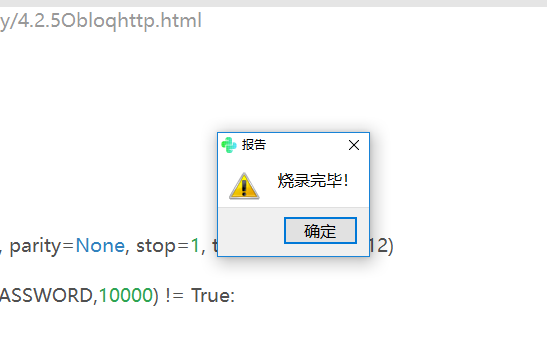 y/4.2.5Obloqhttp.html
报告
烧录完毕!
确定
, parity=None, stop=1, 12)
ASSWORD,10000) != True: